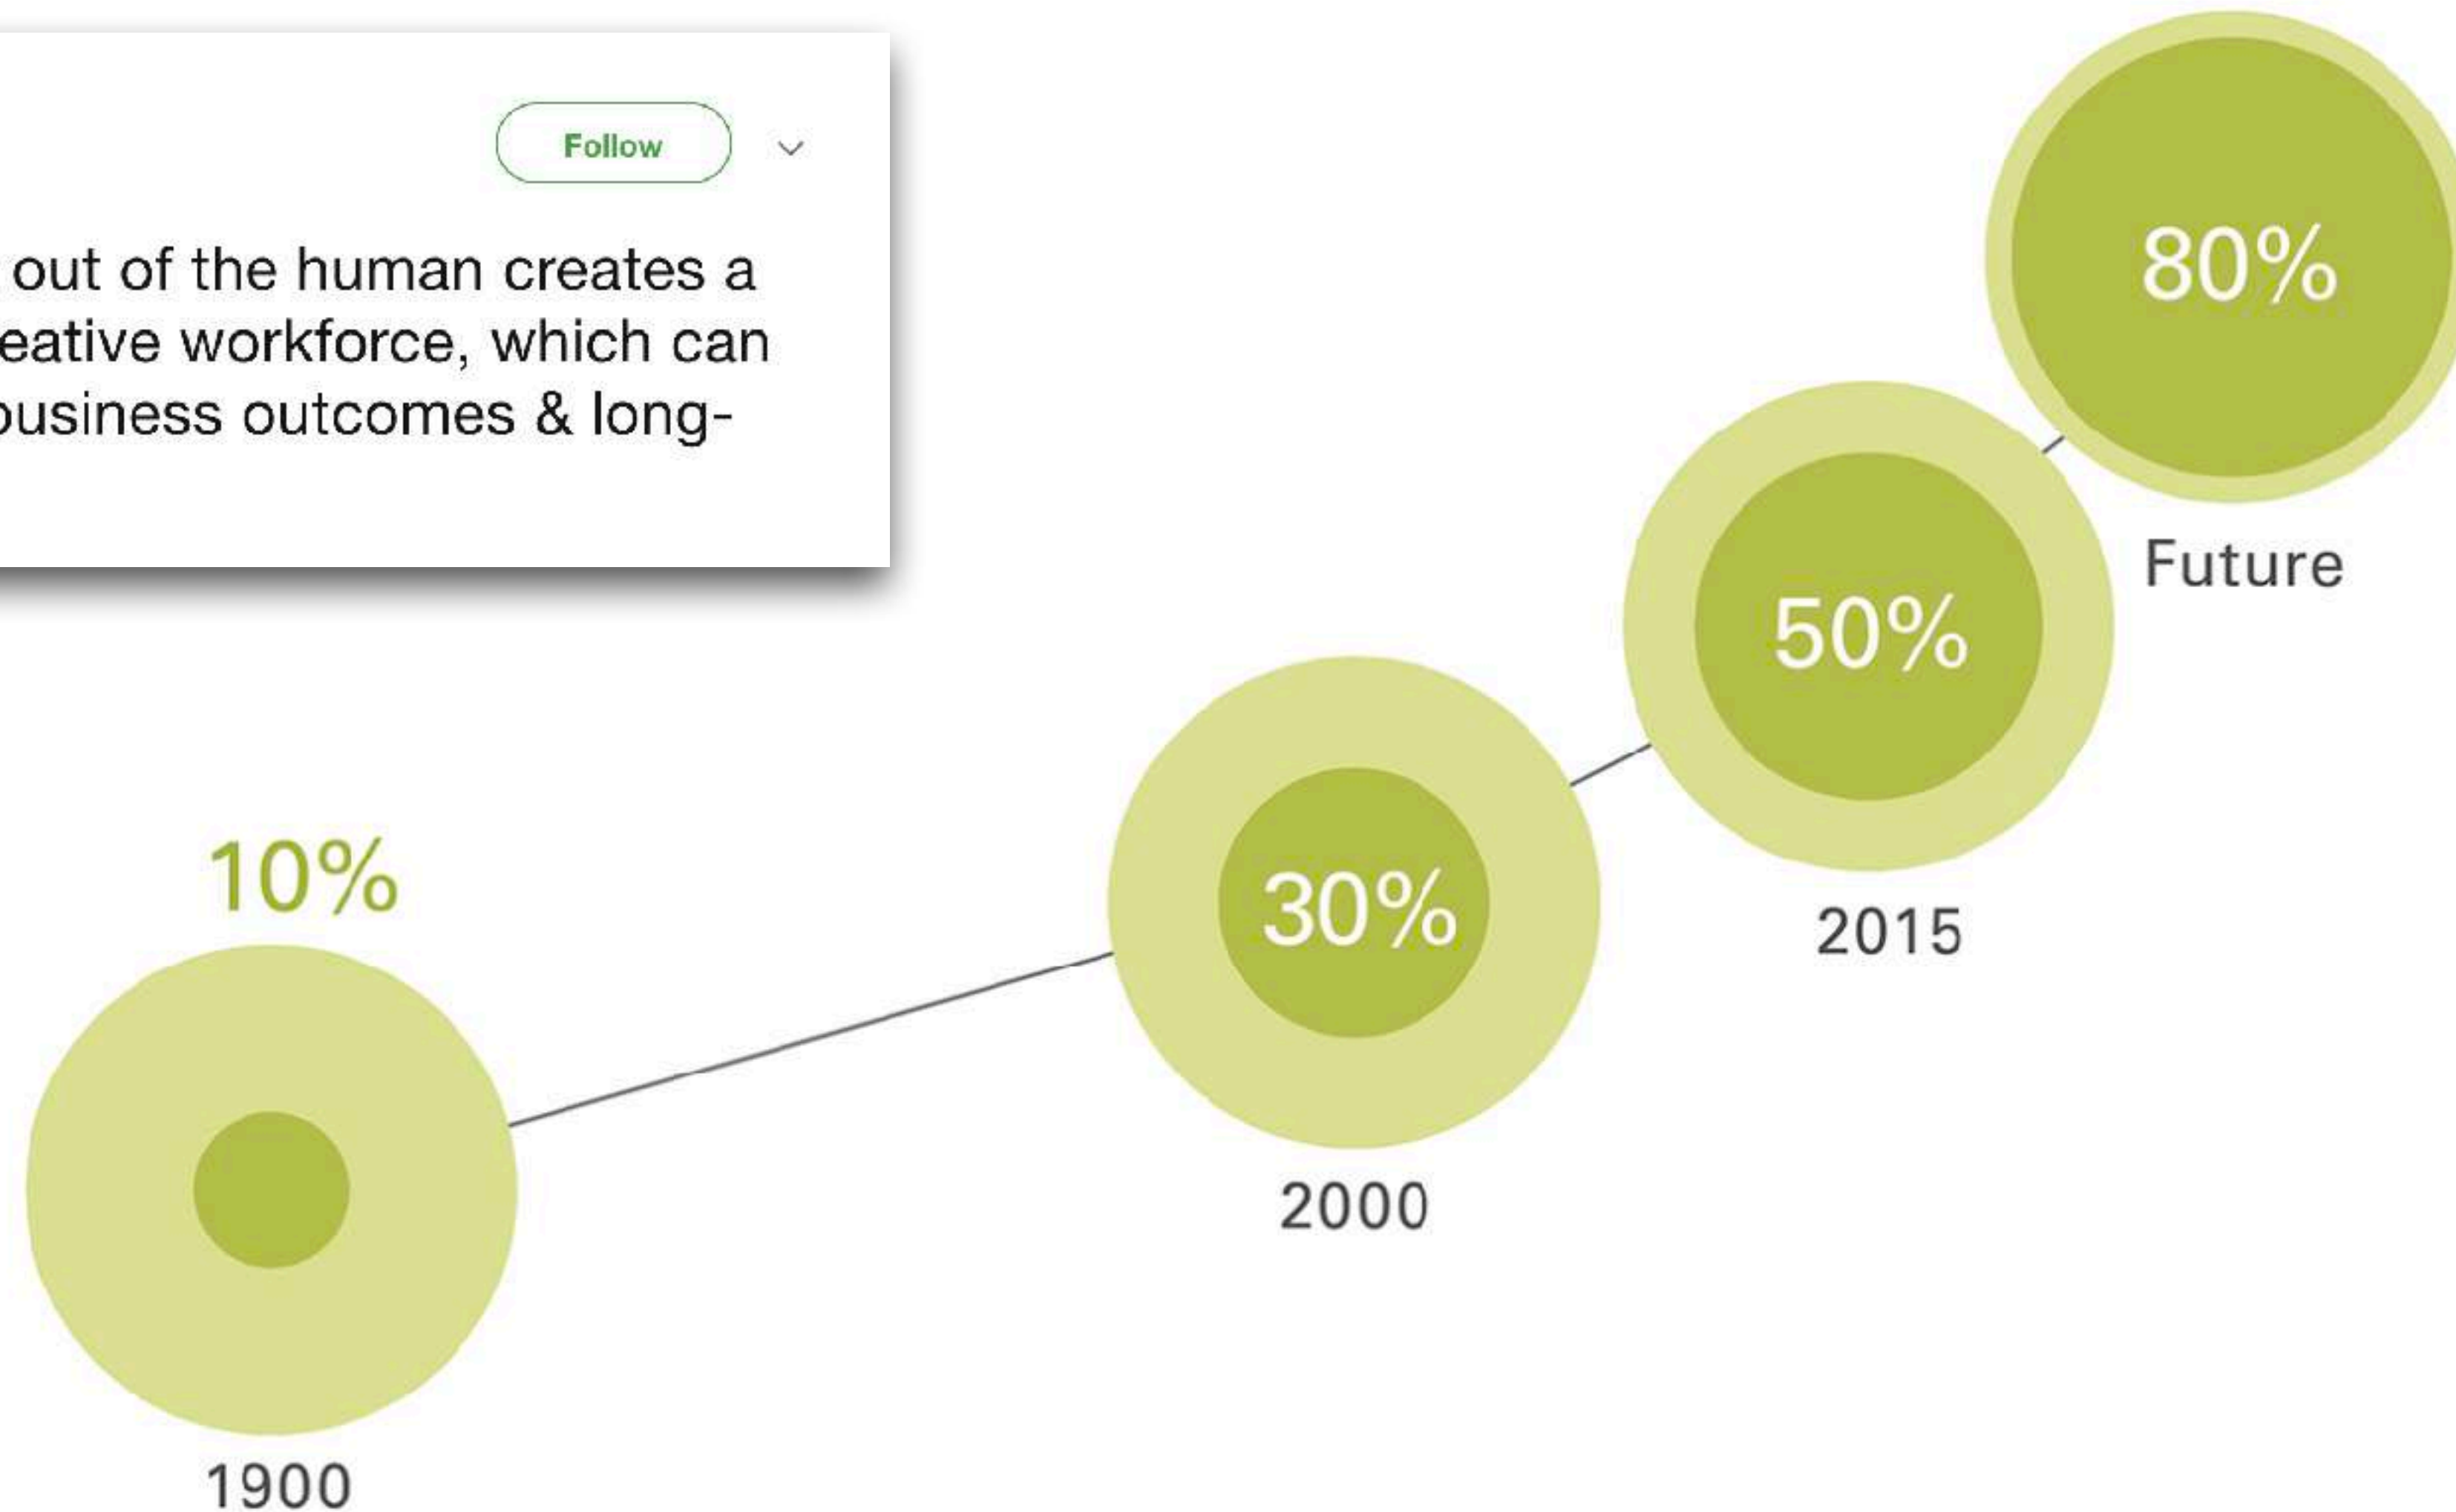 Follow
out of the human creates a
eative workforce, which can
business outcomes & long-
80%
Future
50%
2015
30%
2000
10%
1900